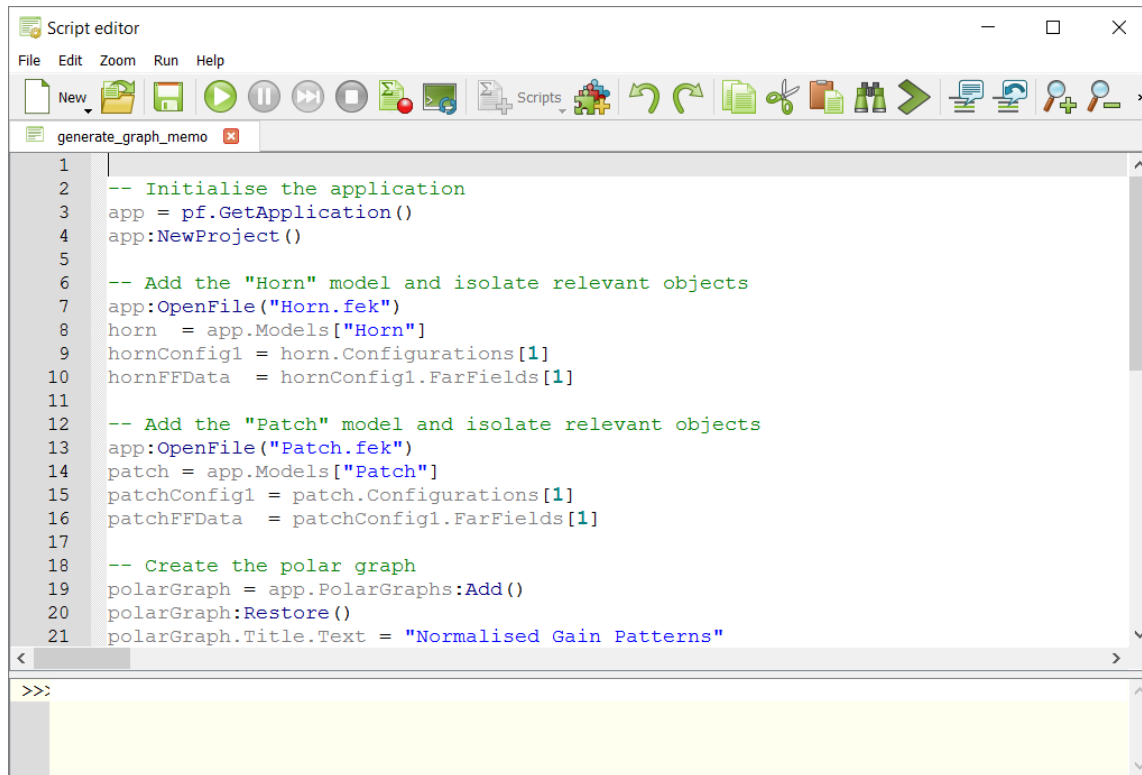 Script editor
File Edit Zoom Run Help
New Scripts
generate_graph_memo
1
2 -- Initialise the application
3 app = pf.GetApplication()
4 app:NewProject()
5
6 -- Add the "Horn" model and isolate relevant objects
7 app:OpenFile("Horn.fek")
8 horn  = app.Models["Horn"]
9 hornConfig1 = horn.Configurations[1]
10 hornFFData  = hornConfig1.FarFields[1]
11
12 -- Add the "Patch" model and isolate relevant objects
13 app:OpenFile("Patch.fek")
14 patch = app.Models["Patch"]
15 patchConfig1 = patch.Configurations[1]
16 patchFFData  = patchConfig1.FarFields[1]
17
18 -- Create the polar graph
19 polarGraph = app.PolarGraphs:Add()
20 polarGraph:Restore()
21 polarGraph.Title.Text = "Normalised Gain Patterns"
>>>